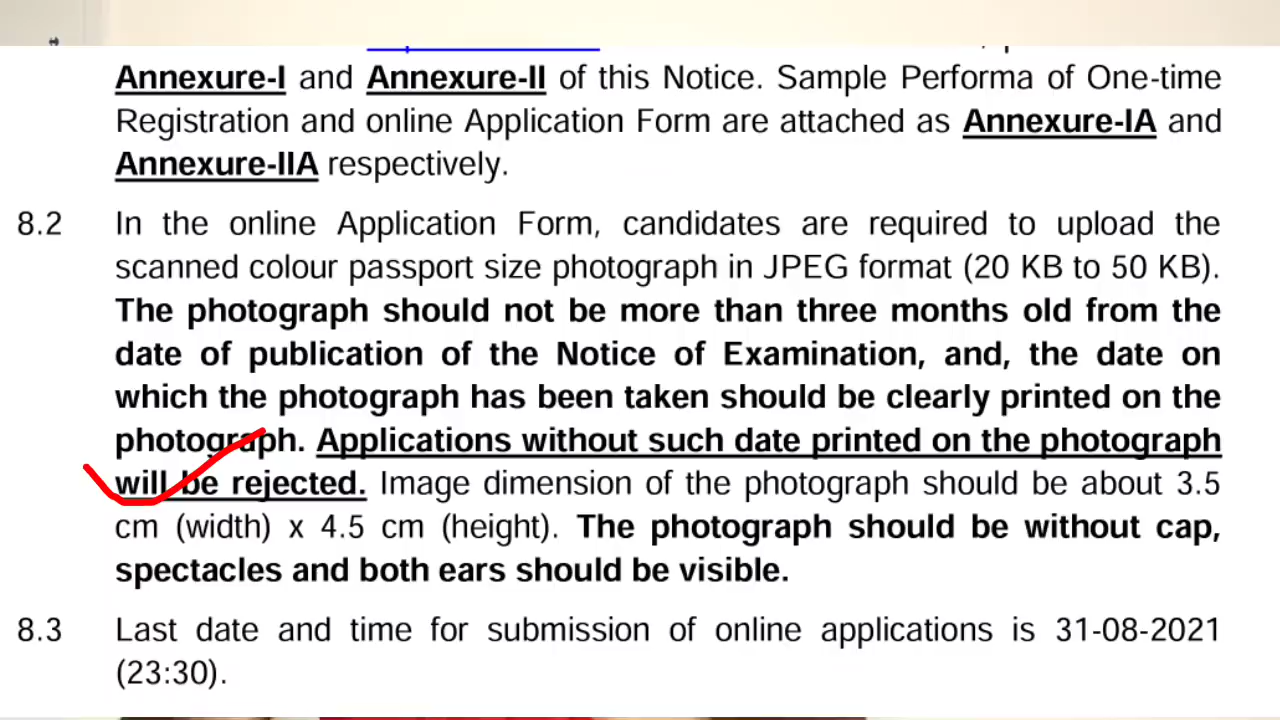 Annexure-I and Annexure-II of this Notice. Sample Performa of One-time
Registration and online Application Form are attached as Annexure-IA and
Annexure-IIA respectively.
8.2 In the online Application Form, candidates are required to upload the
scanned colour passport size photograph in JPEG format (20 KB to 50 KB).
The photograph should not be more than three months old from the
date of publication of the Notice of Examination, and, the date on
which the photograph has been taken should be clearly printed on the
photograph. Applications without such date printed on the photograph
will be rejected. Image dimension of the photograph should be about 3.5
cm (width) x 4.5 cm (height). The photograph should be without cap,
spectacles and both ears should be visible.
8.3 Last date and time for submission of online applications is 31-08-2021
(23:30).